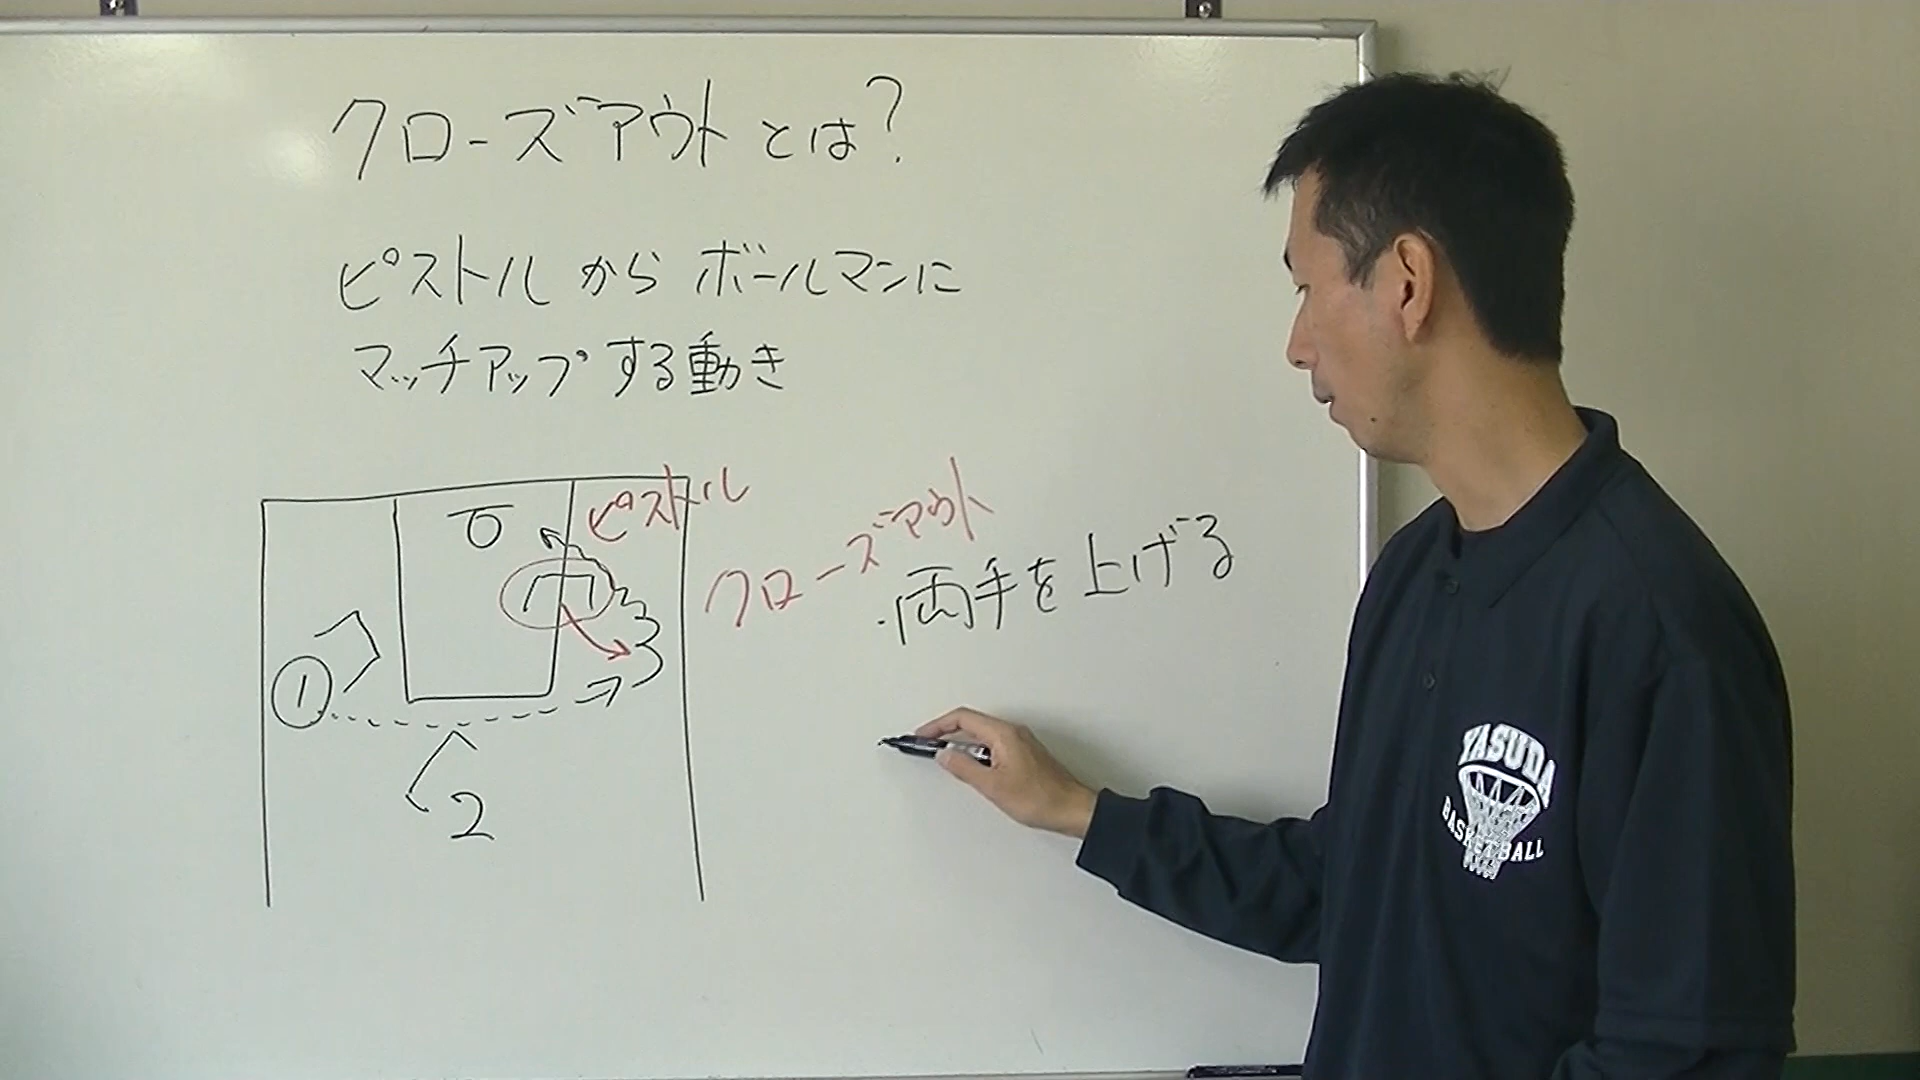 クローズアウトとは?
ピストルからボールマンに
マッチアップする動き
ピストル
クローズアウト
・両手を上げる
1
3
2
YASUDA
BASKETBALL